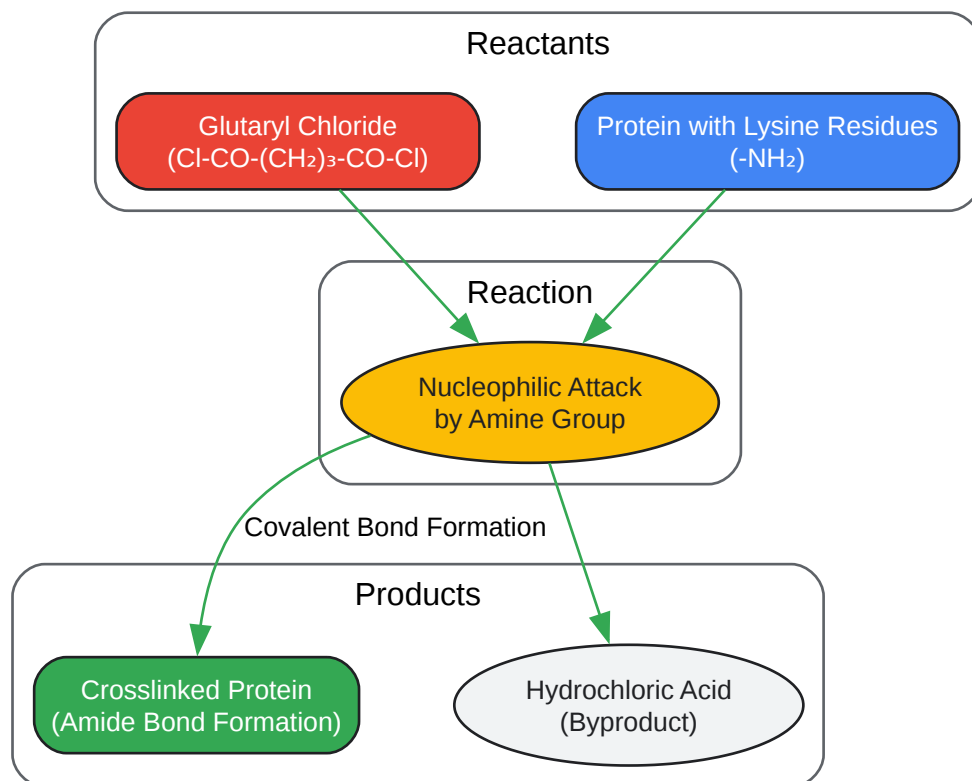 Reactants
Glutaryl Chloride
(Cl-CO-(CH₂)₃-CO-Cl)
Protein with Lysine Residues
(-NH₂)
Reaction
Nucleophilic Attack
by Amine Group
Covalent Bond Formation
Products
Crosslinked Protein
(Amide Bond Formation)
Hydrochloric Acid
(Byproduct)